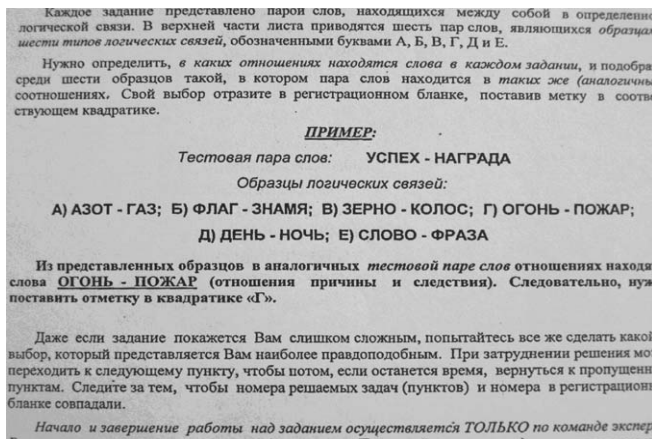 Каждое задание представлено парой слов, находящихся между собой в определенно
логической связи. В верхней части листа приводятся шесть пар слов, являющихся образцам
шести типов логических связей, обозначенными буквами А, Б, В, Г, Д и Е.
Нужно определить, в каких отношениях находятся слова в каждом задании, и подобра
среди шести образцов такой, в котором пара слов находится в таких же (аналогичны
соотношениях. Свой выбор отразите в регистрационном бланке, поставив метку в соотве
ствующем квадратике.
ПРИМЕР:
Тестовая пара слов: УСПЕХ - НАГРАДА
Образцы логических связей:
А) АЗОТ - ГАЗ; Б) ФЛАГ - ЗНАМЯ; В) ЗЕРНО - КОЛОС; Г) ОГОНЬ - ПОЖАР;
Д) ДЕНЬ - НОЧЬ; Е) СЛОВО - ФРАЗА
Из представленных образцов в аналогичных тестовой паре слов отношениях находя
слова ОГОНЬ - ПОЖАР (отношения причины и следствия). Следовательно, нуж
поставить отметку в квадратике «Г».
Даже если задание покажется Вам слишком сложным, попытайтесь все же сделать какой
выбор, который представляется Вам наиболее правдоподобным. При затруднении решения мо
переходить к следующему пункту, чтобы потом, если останется время, вернуться к пропущенн
пунктам. Следите за тем, чтобы номера решаемых задач (пунктов) и номера в регистрационн
бланке совпадали.
Начало и завершение работы над заданием осуществляется ТОЛЬКО по команде экспер